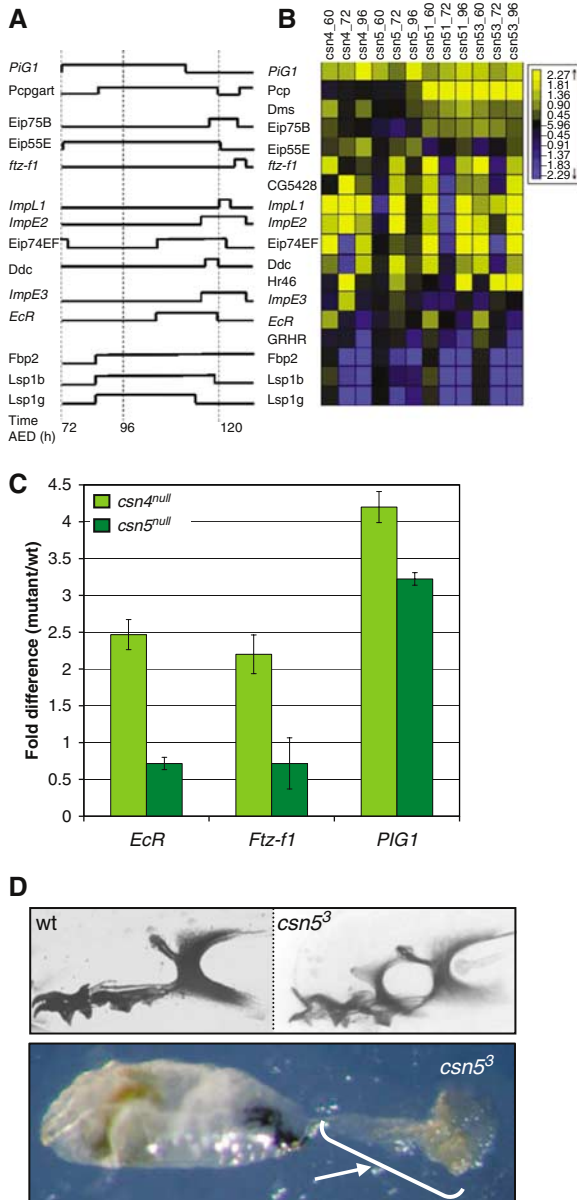 A
PiG1
Pcpgart
Eip75B
Eip55E
ftz-f1
ImpL1
ImpE2
Eip74EF
Ddc
ImpE3
EcR
Fbp2
Lsp1b
Lsp1g
Time
AED (h)
72
96
120
B
csn4_60
csn4_72
csn4_96
csn5_60
csn5_72
csn5_96
csn51_60
csn51_72
csn51_96
csn53_60
csn53_72
csn53_96
PiG1
Pcp
Dms
Eip75B
Eip55E
ftz-f1
CG5428
ImpL1
ImpE2
Eip74EF
Ddc
Hr46
ImpE3
EcR
GRHR
Fbp2
Lsp1b
Lsp1g
2.27↑
1.81
1.36
0.90
0.45
5.96
-0.45
-0.91
-1.37
-1.83
-2.29↓
C
Fold difference (mutant/wt)
4.5
4
3.5
3
2.5
2
1.5
1
0.5
0
csn4null
csn5null
EcR
Ftz-f1
PIG1
D
wt
csn5³
csn5³